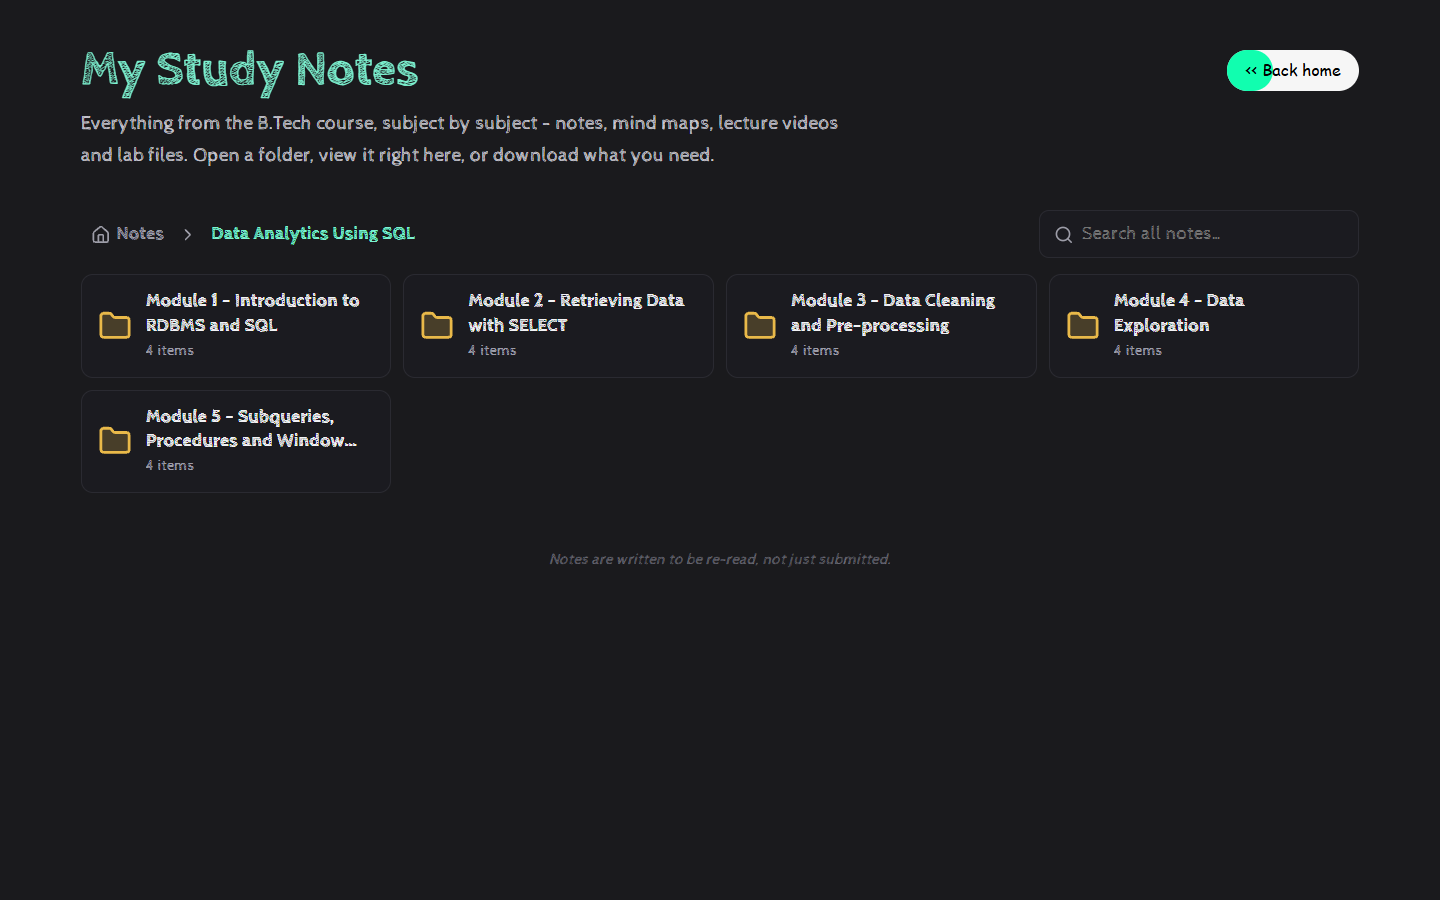 My Study Notes
<< Back home
Everything from the B.Tech course, subject by subject - notes, mind maps, lecture videos
and lab files. Open a folder, view it right here, or download what you need.
Notes > Data Analytics Using SQL
Search all notes...
Module 1 - Introduction to
RDBMS and SQL
4 items
Module 2 - Retrieving Data
with SELECT
4 items
Module 3 - Data Cleaning
and Pre-processing
4 items
Module 4 - Data
Exploration
4 items
Module 5 - Subqueries,
Procedures and Window...
4 items
Notes are written to be re-read, not just submitted.